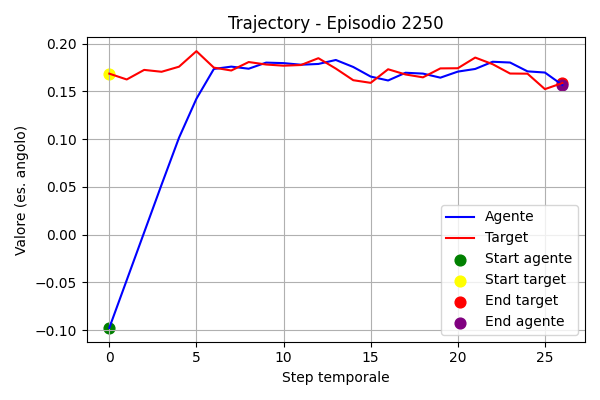 Trajectory - Episodio 2250
Valore (es. angolo)
0.20
0.15
0.10
0.05
0.00
−0.05
−0.10
0
5
10
15
20
25
Step temporale
Agente
Target
Start agente
Start target
End target
End agente